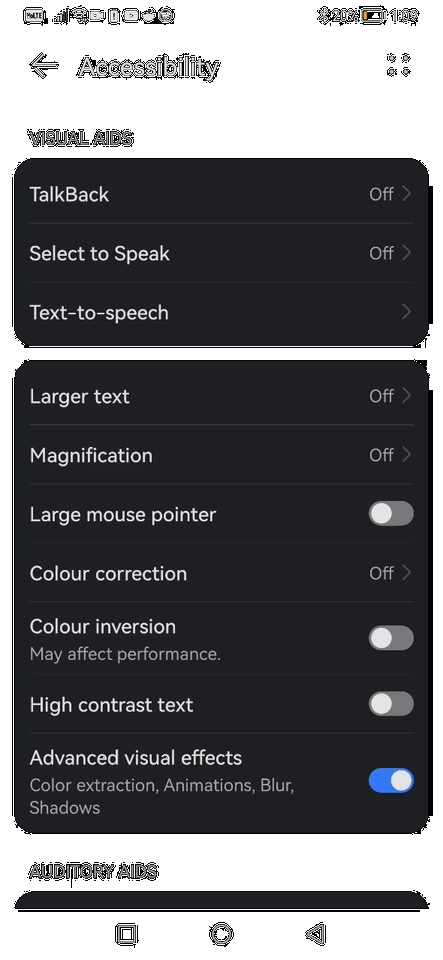 Accessibility
VISUAL AIDS
TalkBack
Off
Select to Speak
Off
Text-to-speech
Larger text
Off
Magnification
Off
Large mouse pointer
Colour correction
Off
Colour inversion
May affect performance.
High contrast text
Advanced visual effects
Color extraction, Animations, Blur,
Shadows
AUDITORY AIDS